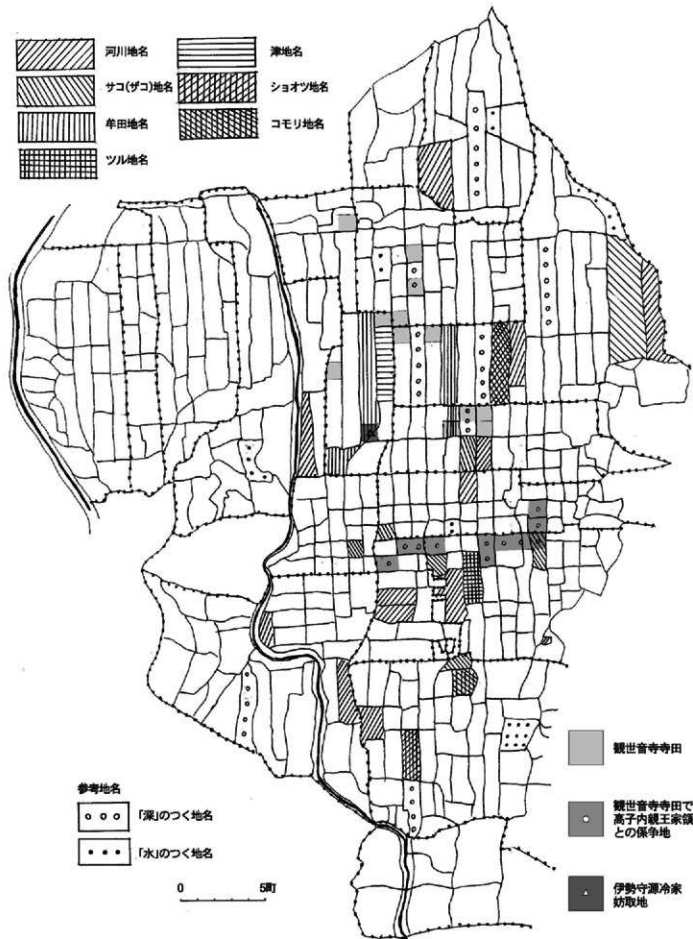 河川地名
津地名
サコ(ザコ)地名
ショオツ地名
牟田地名
コモリ地名
ツル地名
観世音寺寺田
参考地名
「深」のつく地名
「水」のつく地名
観世音寺寺田で
高子内親王家領
との係争地
0 5町
伊勢守源冷家
妨取地